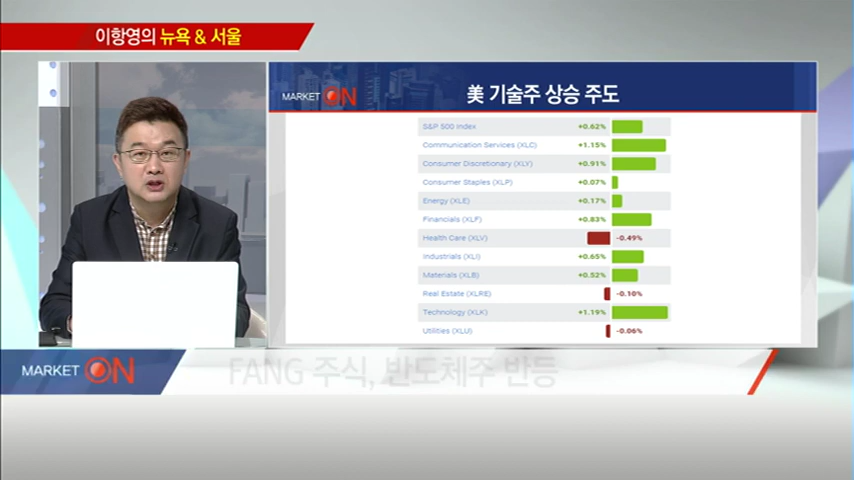 이항영의 뉴욕 & 서울
MARKET ON
美 기술주 상승 주도
S&P 500 Index +0.62%
Communication Services (XLC) +1.15%
Consumer Discretionary (XLY) +0.91%
Consumer Staples (XLP) +0.07%
Energy (XLE) +0.17%
Financials (XLF) +0.83%
Health Care (XLV) -0.49%
Industrials (XLI) +0.65%
Materials (XLB) +0.52%
Real Estate (XLRE) -0.10%
Technology (XLK) +1.19%
Utilities (XLU) -0.06%
MARKET ON
FANG 주식, 반도체주 반등